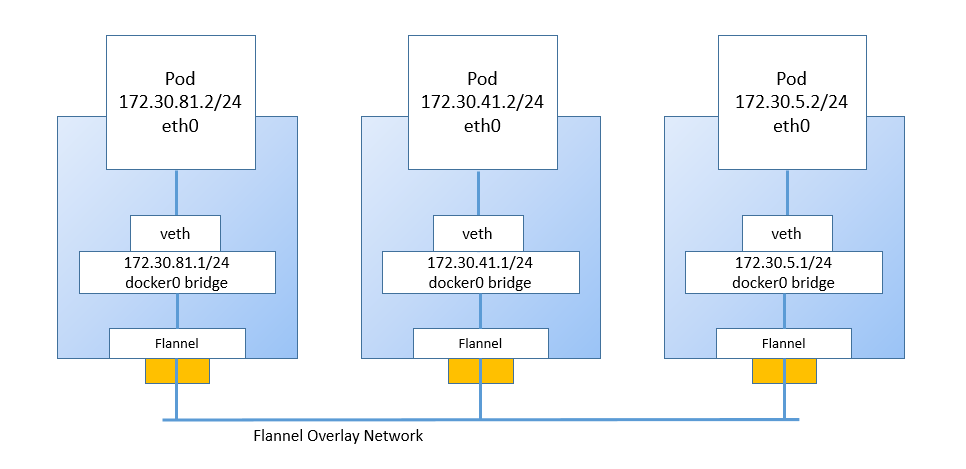 Pod
172.30.81.2/24
eth0
Pod
172.30.41.2/24
eth0
Pod
172.30.5.2/24
eth0
veth
veth
veth
172.30.81.1/24
docker0 bridge
172.30.41.1/24
docker0 bridge
172.30.5.1/24
docker0 bridge
Flannel
Flannel
Flannel
Flannel Overlay Network